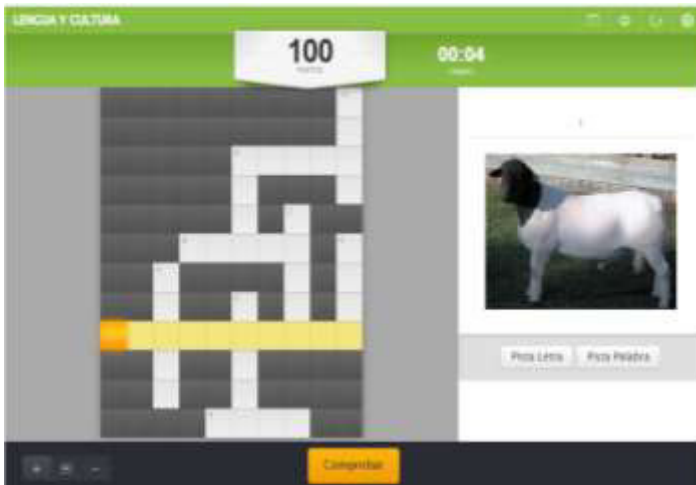 LENGUA Y CULTURA
100
00:04
Pista Letra Pista Palabra
Comprobar